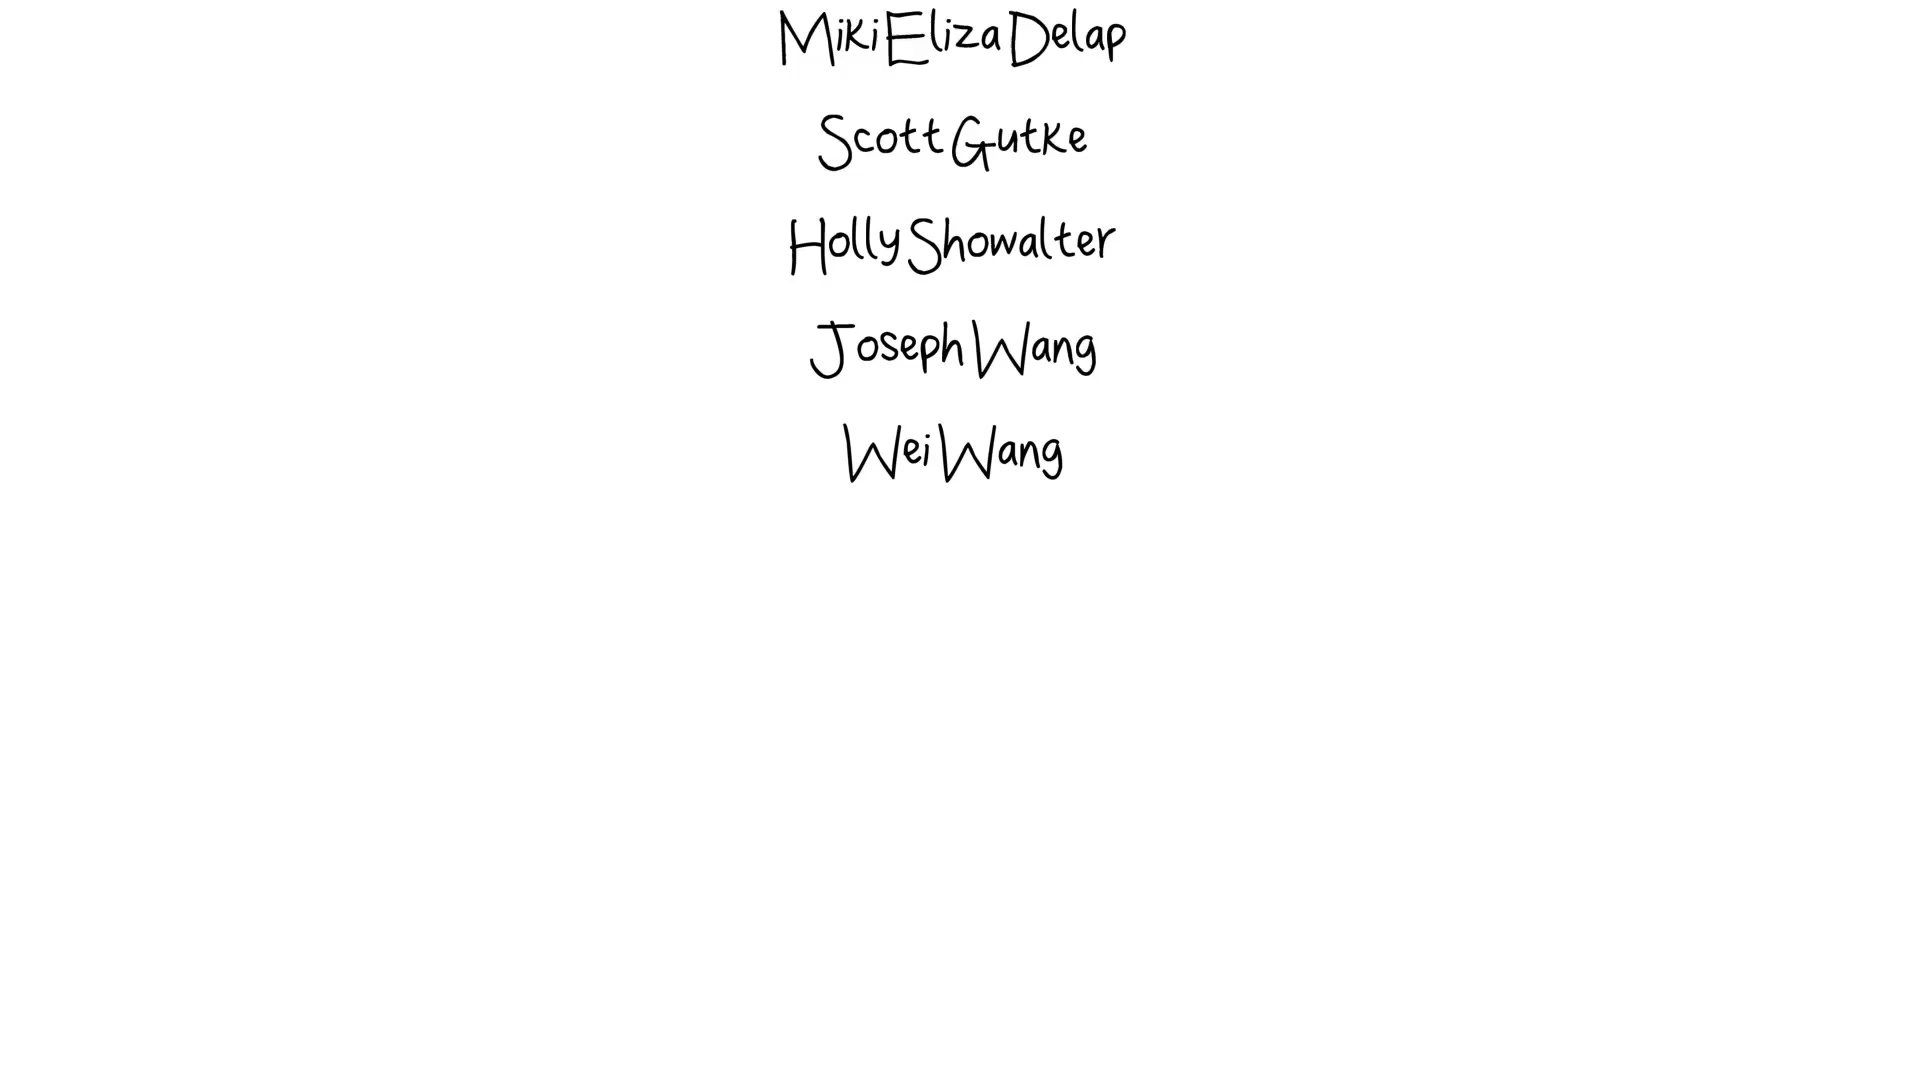 Miki Eliza Delap
Scott Gutke
Holly Showalter
Joseph Wang
Wei Wang